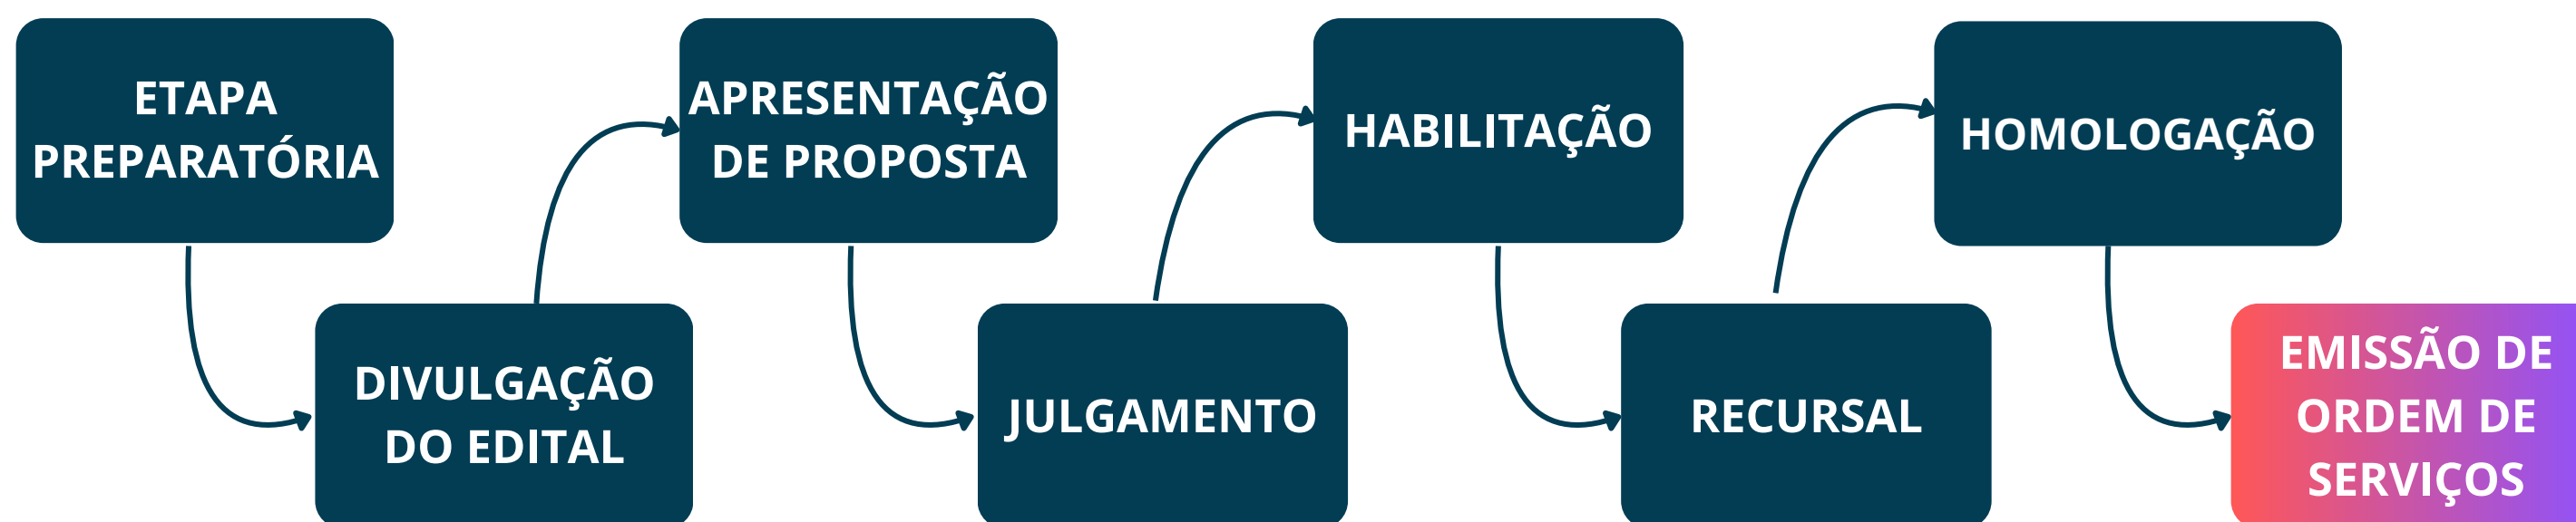 ETAPA
PREPARATÓRIA
DIVULGAÇÃO
DO EDITAL
APRESENTAÇÃO
DE PROPOSTA
JULGAMENTO
HABILITAÇÃO
RECURSAL
HOMOLOGAÇÃO
EMISSÃO DE
ORDEM DE
SERVIÇOS